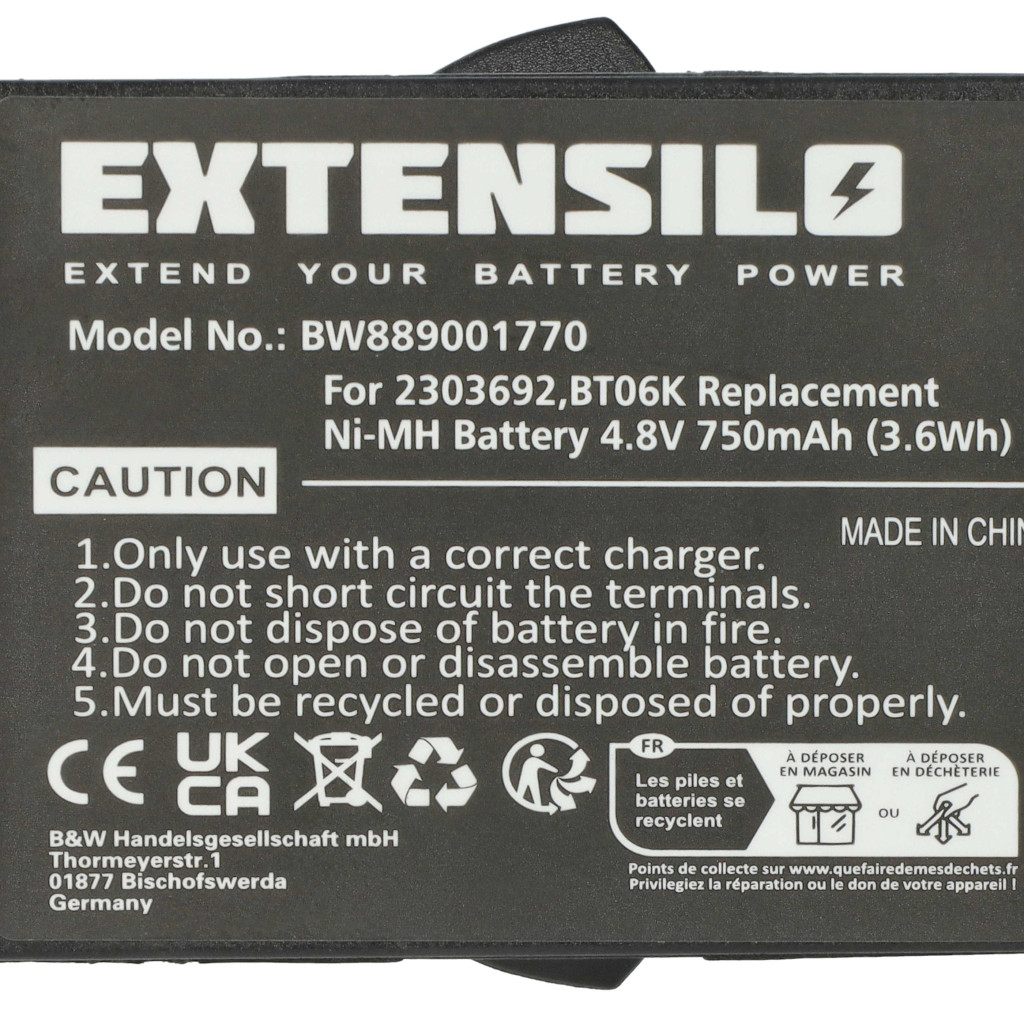 EXTENSILO
EXTEND YOUR BATTERY POWER
Model No.: BW889001770
For 2303692,BT06K Replacement
Ni-MH Battery 4.8V 750mAh (3.6Wh)
CAUTION
MADE IN
1.Only use with a correct charger.
2.Do not short circuit the terminals.
3.Do not dispose of battery in fire.
4.Do not open or disassemble battery.
5.Must be recycled or disposed of properly.
CE
UK
CA
B&W Handelsgesellschaft mbH
Thormeyerstr.1
01877 Bischofswerda
Germany
FR
Les piles et
batteries se
recyclent
À DÉPOSER
EN MAGASIN
OU
À DÉPOSER
EN DÉCHÈTERIE
Points de collecte sur www.quefairedemesdechets.fr
Privilegiez la réparation ou le don de votre appareil !